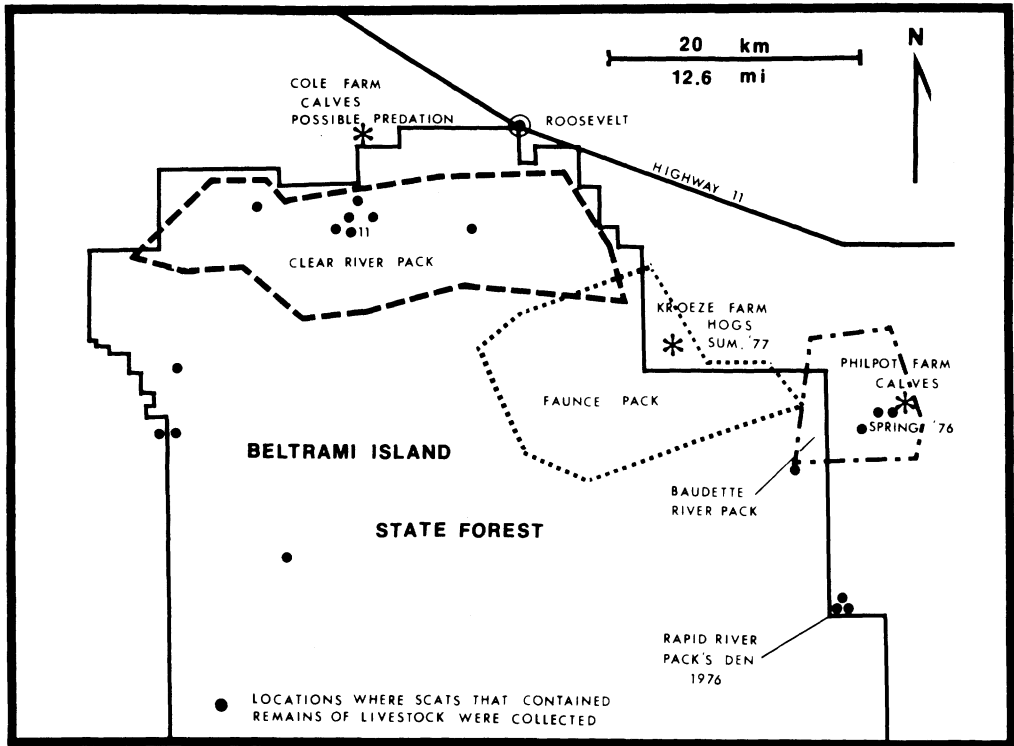 20 km
12.6 mi
N
COLE FARM
CALVES
POSSIBLE PREDATION
ROOSEVELT
HIGHWAY 11
11
CLEAR RIVER PACK
KROEZE FARM
HOGS
SUM. '77
PHILPOT FARM
CALVES
SPRING '76
FAUNCE PACK
BELTRAMI ISLAND
STATE FOREST
BAUDETTE
RIVER PACK
RAPID RIVER
PACK'S DEN
1976
LOCATIONS WHERE SCATS THAT CONTAINED
REMAINS OF LIVESTOCK WERE COLLECTED